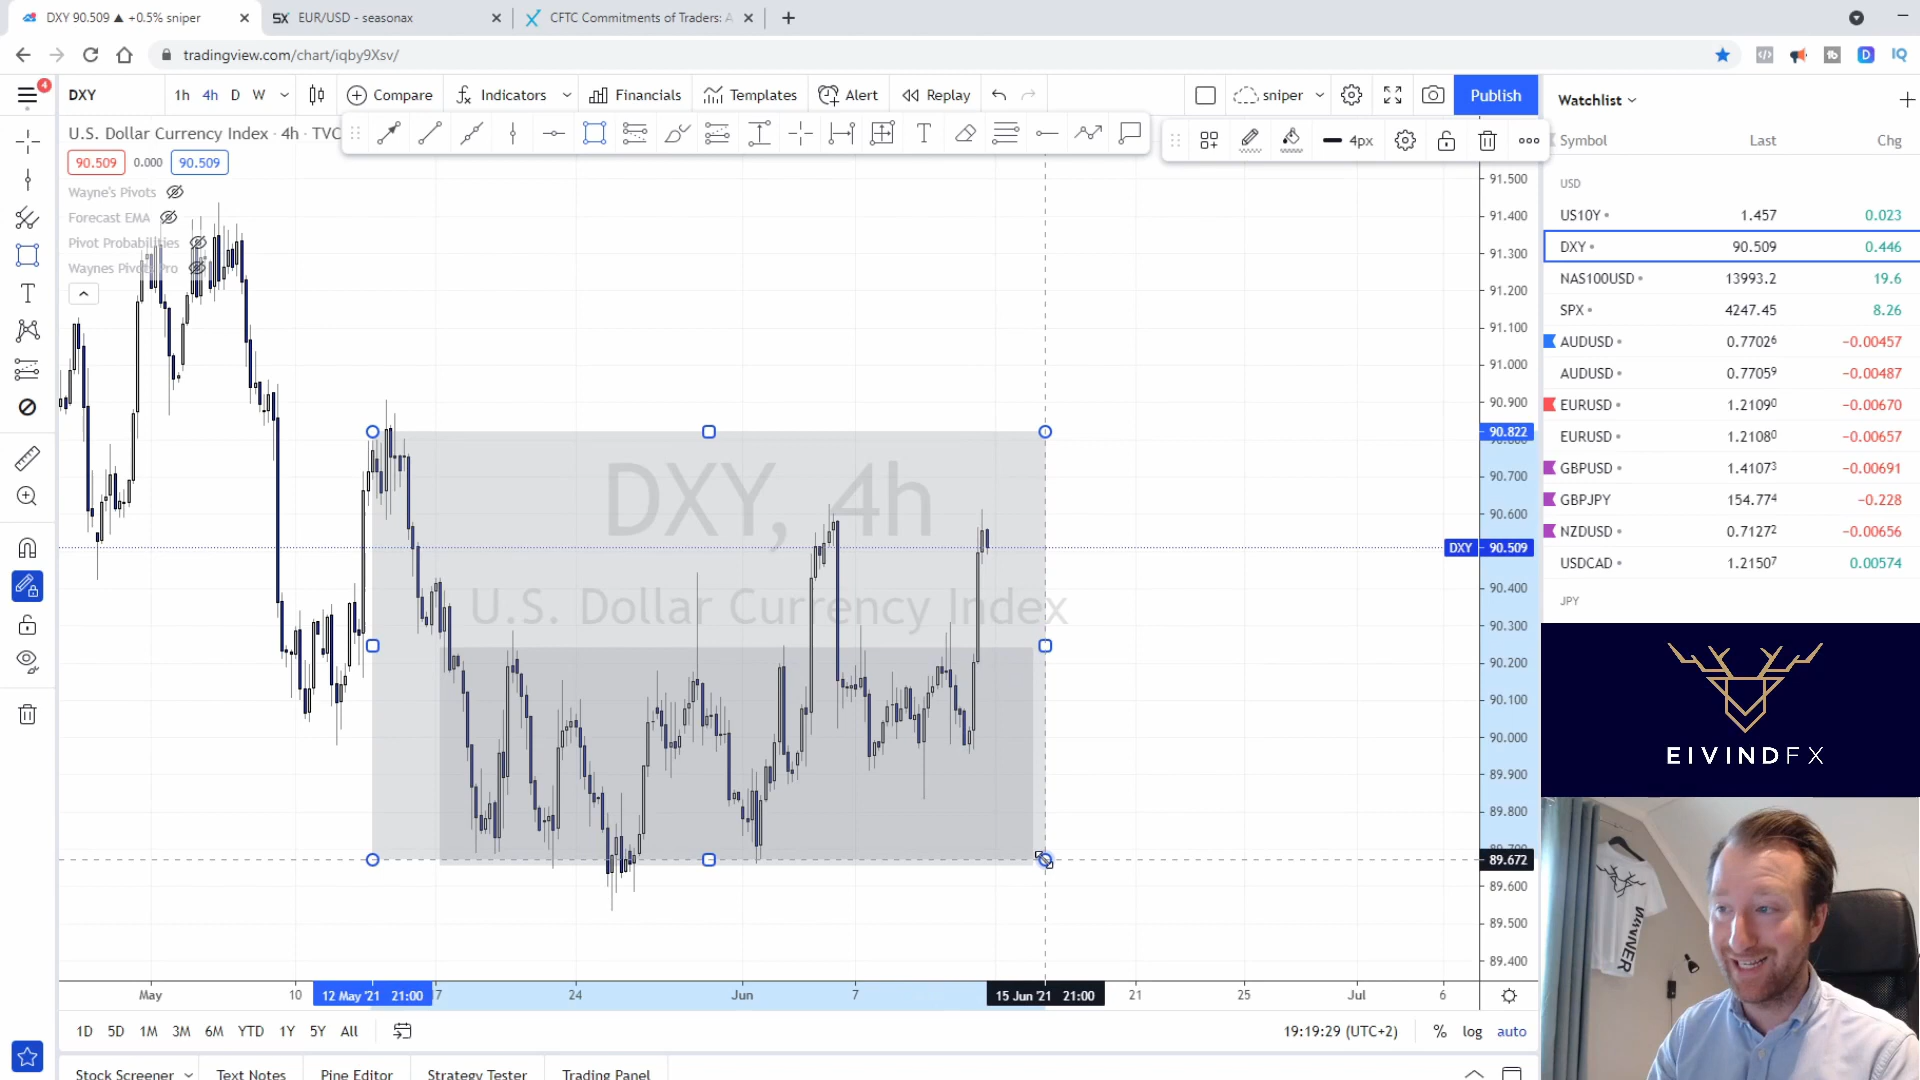 DXY 90.509 ▲ +0.5% sniper
EUR/USD - seasonax
CFTC Commitments of Traders: A
tradingview.com/chart/iqby9Xsv/
4
DXY
1h 4h D W
Compare
Indicators
Financials
Templates
Alert
Replay
sniper
Publish
U.S. Dollar Currency Index · 4h · TVC
90.509 0.000 90.509
4px
Wayne's Pivots
Forecast EMA
Pivot Probabilities
Waynes Pivots Pro
DXY, 4h
U.S. Dollar Currency Index
91.500
91.400
91.300
91.200
91.100
91.000
90.900
90.822
90.700
90.600
DXY 90.509
90.400
90.300
90.200
90.100
90.000
89.900
89.800
89.672
89.600
89.500
89.400
May 10 12 May '21 21:00 17 24 Jun 7 15 Jun '21 21:00 21 25 Jul 6
1D 5D 1M 3M 6M YTD 1Y 5Y All
19:19:29 (UTC+2) % log auto
Stock Screener Text Notes Pine Editor Strategy Tester Trading Panel
Watchlist
Symbol Last Chg
USD
US10Y 1.457 0.023
DXY 90.509 0.446
NAS100USD 13993.2 19.6
SPX 4247.45 8.26
AUDUSD 0.77026 −0.00457
AUDUSD 0.77059 −0.00487
EURUSD 1.21090 −0.00670
EURUSD 1.21080 −0.00657
GBPUSD 1.41073 −0.00691
GBPJPY 154.774 −0.228
NZDUSD 0.71272 −0.00656
USDCAD 1.21507 0.00574
JPY
EIVINDFX